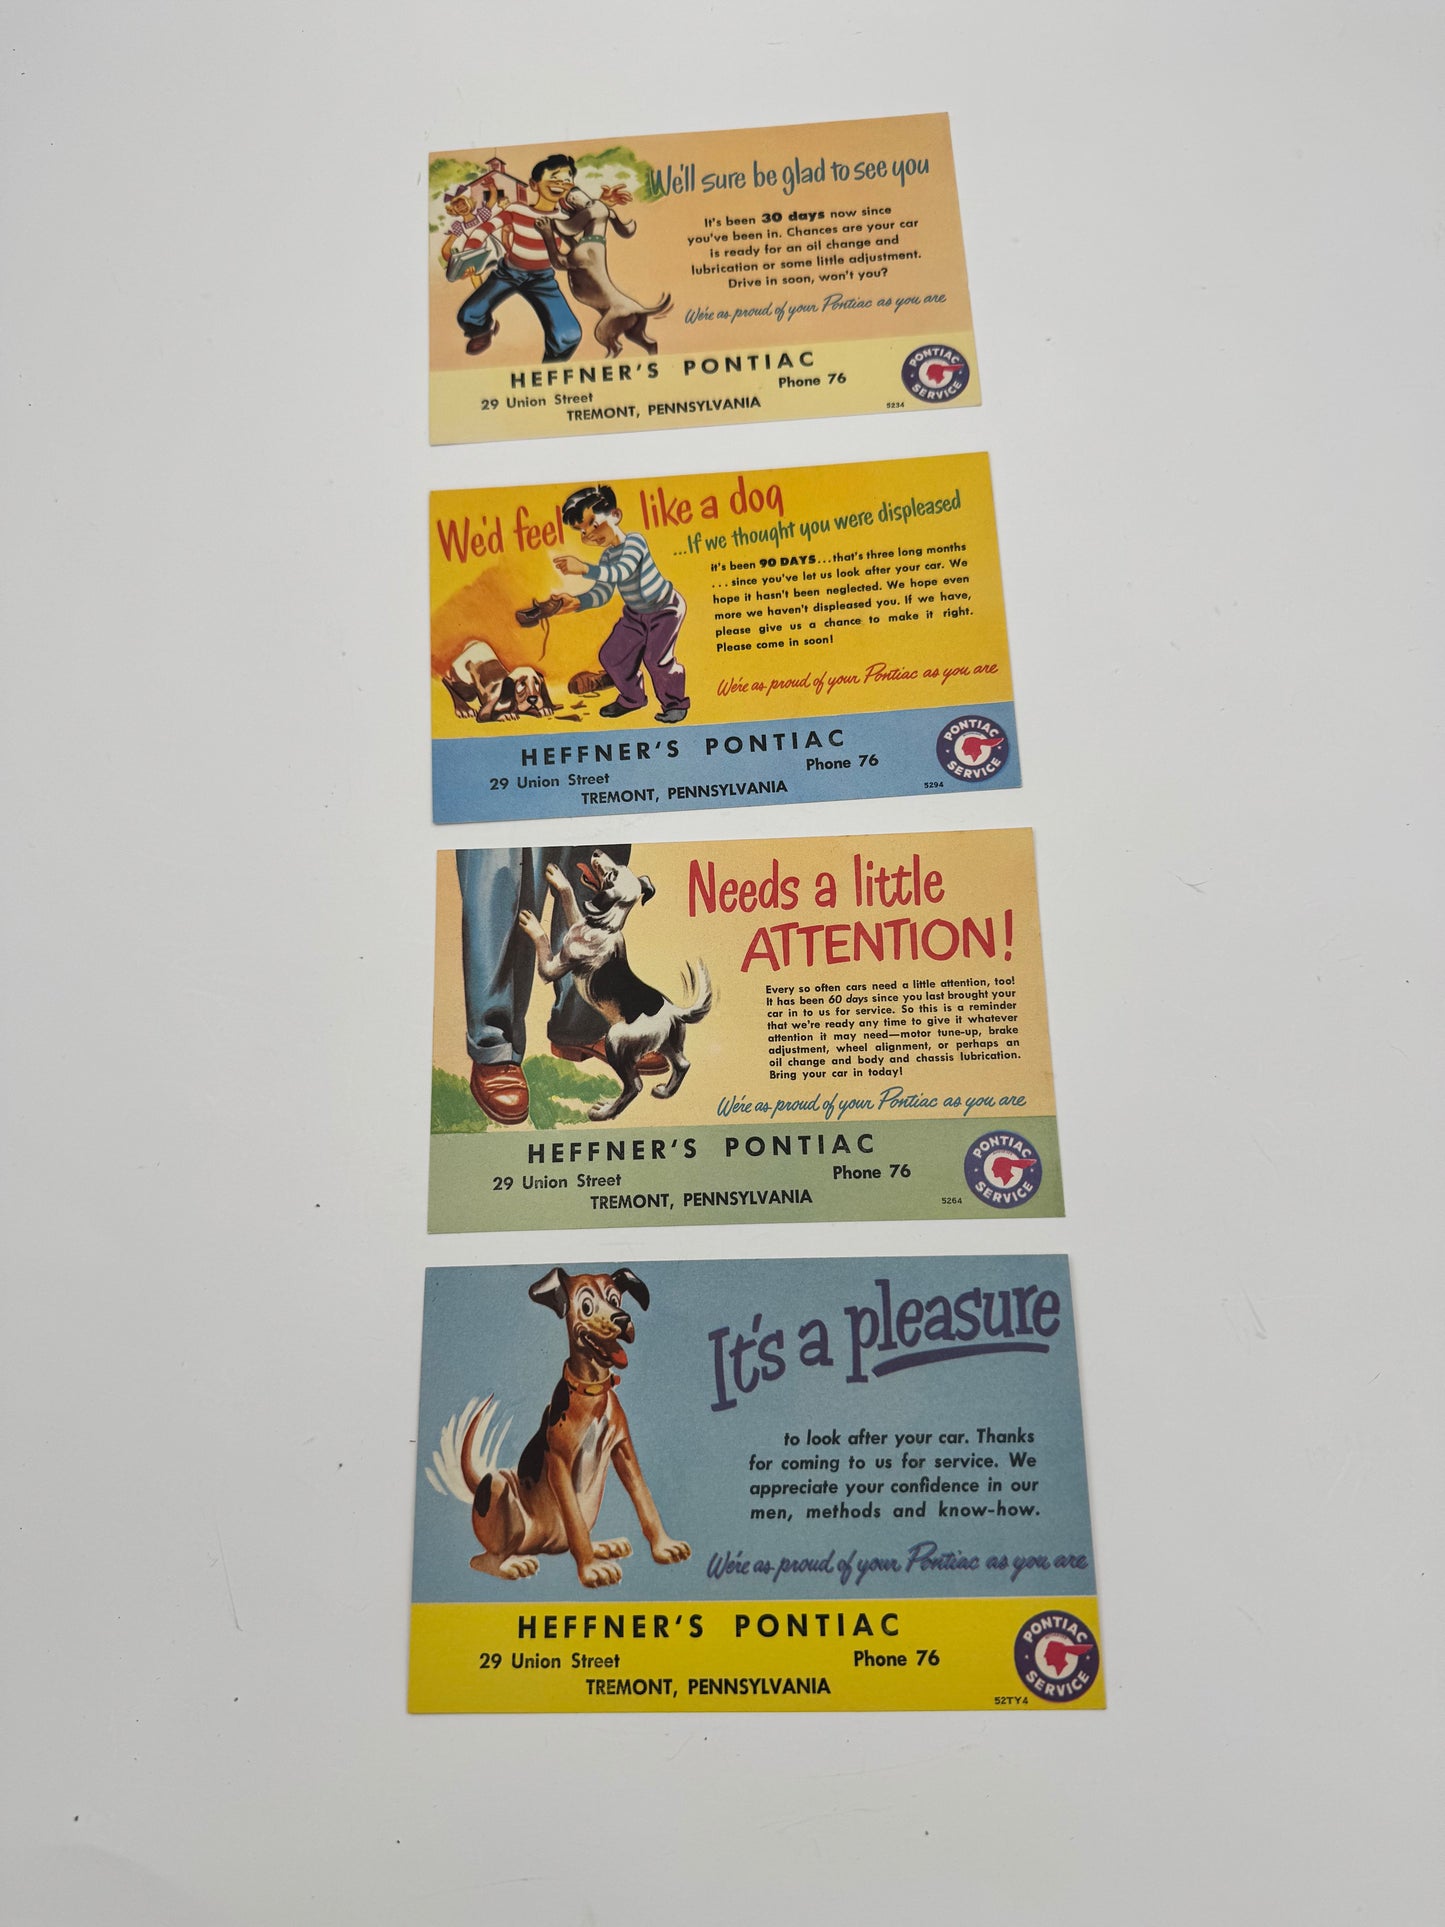 We'll sure be glad to see you
It's been 30 days now since
you've been in. Chances are your car
is ready for an oil change and
lubrication or some little adjustment.
Drive in soon, won't you?
We're as proud of your Pontiac as you are
HEFFNER'S PONTIAC
29 Union Street
Phone 76
TREMONT, PENNSYLVANIA
5234
PONTIAC
SERVICE
We'd feel like a dog
...If we thought you were displeased
it's been 90 DAYS...that's three long months
...since you've let us look after your car. We
hope it hasn't been neglected. We hope even
more we haven't displeased you. If we have,
please give us a chance to make it right.
Please come in soon!
We're as proud of your Pontiac as you are
HEFFNER'S PONTIAC
29 Union Street
Phone 76
TREMONT, PENNSYLVANIA
5294
PONTIAC
SERVICE
Needs a little
ATTENTION!
Every so often cars need a little attention, too!
It has been 60 days since you last brought your
car in to us for service. So this is a reminder
that we're ready any time to give it whatever
attention it may need—motor tune-up, brake
adjustment, wheel alignment, or perhaps an
oil change and body and chassis lubrication.
Bring your car in today!
We're as proud of your Pontiac as you are
HEFFNER'S PONTIAC
29 Union Street
Phone 76
TREMONT, PENNSYLVANIA
5264
PONTIAC
SERVICE
It's a pleasure
to look after your car. Thanks
for coming to us for service. We
appreciate your confidence in our
men, methods and know-how.
We're as proud of your Pontiac as you are
HEFFNER'S PONTIAC
29 Union Street
Phone 76
TREMONT, PENNSYLVANIA
52TY4
PONTIAC
SERVICE